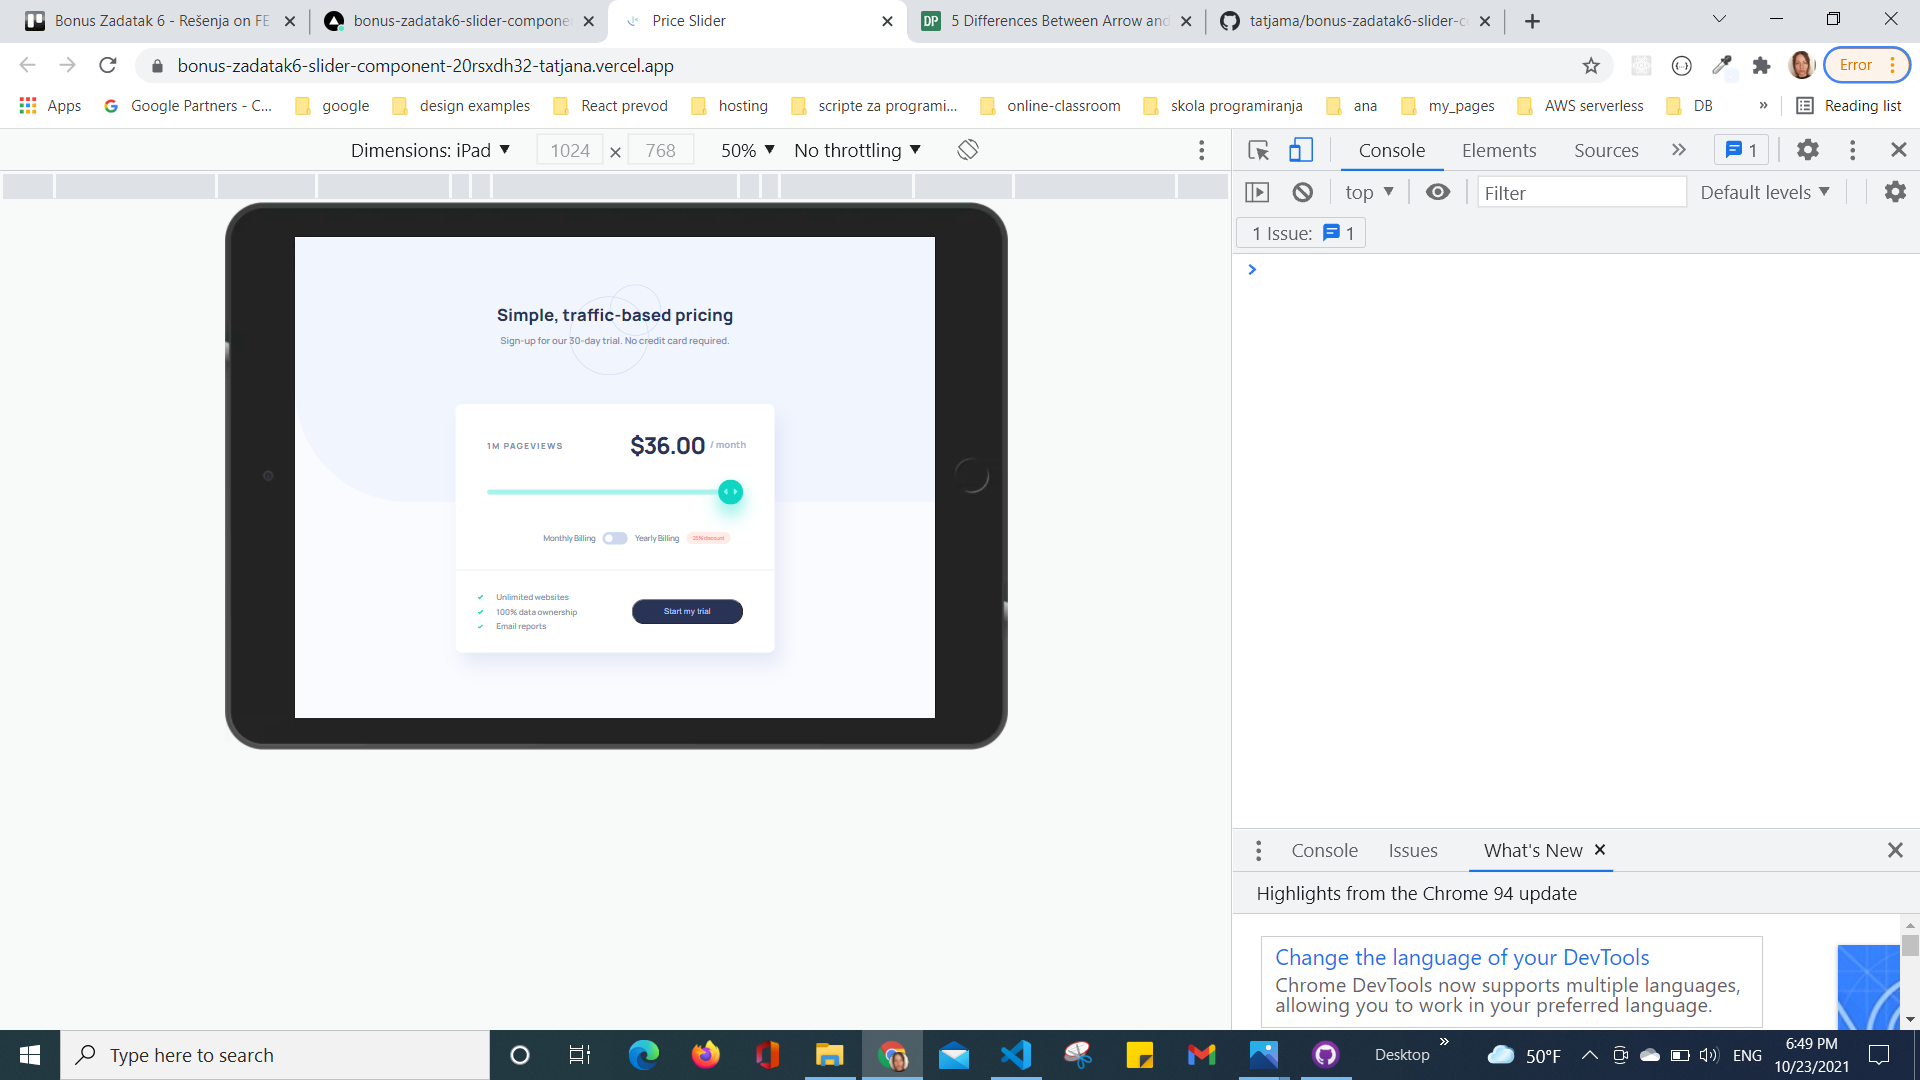 Bonus Zadatak 6 - Rešenja on FE
bonus-zadatak6-slider-compone
Price Slider
DP 5 Differences Between Arrow and
tatjama/bonus-zadatak6-slider-c
bonus-zadatak6-slider-component-20rsxdh32-tatjana.vercel.app
Error
Apps
Google Partners - C...
google
design examples
React prevod
hosting
scripte za programi...
online-classroom
skola programiranja
ana
my_pages
AWS serverless
DB
»
Reading list
Dimensions: iPad
1024 × 768
50%
No throttling
Console
Elements
Sources
1
top
Filter
Default levels
1 Issue: 1
Simple, traffic-based pricing
Sign-up for our 30-day trial. No credit card required.
1M PAGEVIEWS
$36.00 / month
Monthly Billing
Yearly Billing
25% discount
Unlimited websites
100% data ownership
Email reports
Start my trial
Console
Issues
What's New
Highlights from the Chrome 94 update
Change the language of your DevTools
Chrome DevTools now supports multiple languages,
allowing you to work in your preferred language.
Type here to search
Desktop
50°F
ENG
6:49 PM
10/23/2021